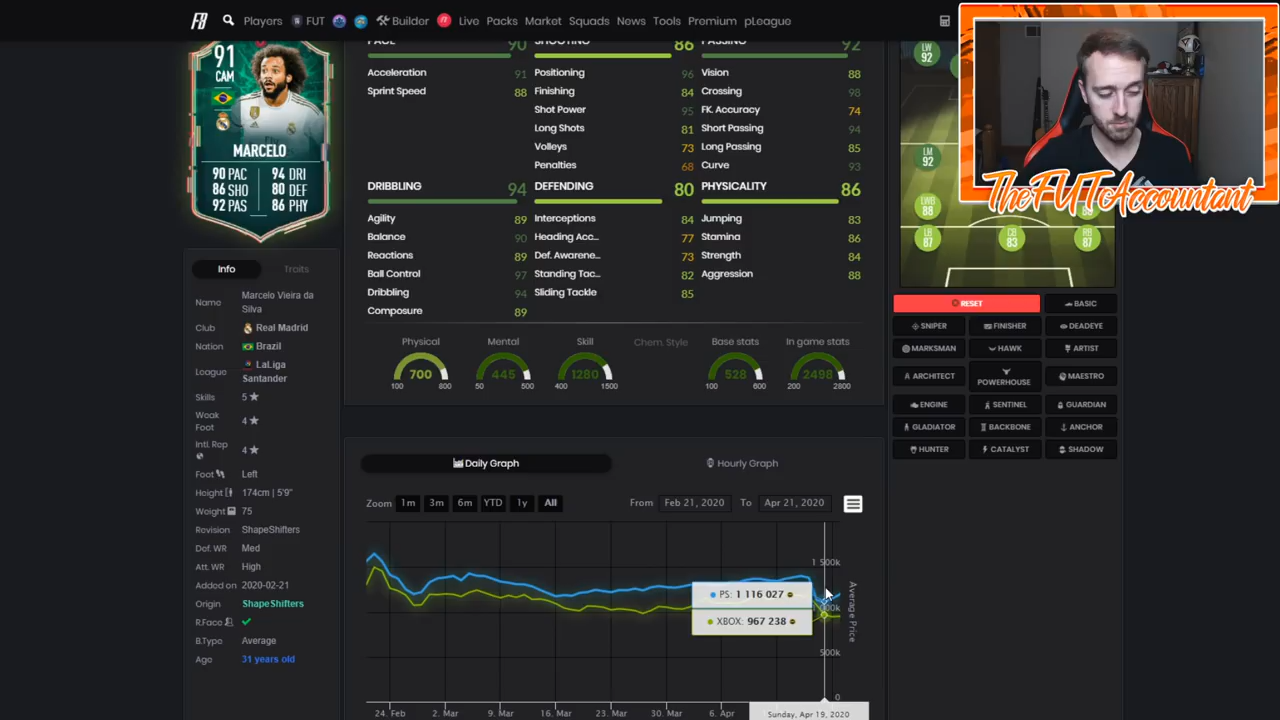 FB Players FUT Builder Live Packs Market Squads News Tools Premium pLeague
91
CAM
MARCELO
90 PAC 94 DRI
86 SHO 80 DEF
92 PAS 86 PHY
PACE 90 SHOOTING 86 PASSING 92
Acceleration 91 Positioning 96 Vision 88
Sprint Speed 88 Finishing 84 Crossing 98
Shot Power 95 FK. Accuracy 74
Long Shots 81 Short Passing 94
Volleys 73 Long Passing 85
Penalties 68 Curve 93
DRIBBLING 94 DEFENDING 80 PHYSICALITY 86
Agility 89 Interceptions 84 Jumping 83
Balance 90 Heading Acc... 77 Stamina 86
Reactions 89 Def. Awarene... 73 Strength 84
Ball Control 97 Standing Tac... 82 Aggression 88
Dribbling 94 Sliding Tackle 85
Composure 89
Physical Mental Skill Chem. Style Base stats In game stats
700 445 1280 528 2498
100 800 50 500 400 1500 100 600 200 2800
Info Traits
Name Marcelo Vieira da Silva
Club Real Madrid
Nation Brazil
League LaLiga Santander
Skills 5 ★
Weak Foot 4 ★
Intl. Rep 4 ★
Foot Left
Height 174cm | 5'9"
Weight 75
Revision ShapeShifters
Def. WR Med
Att. WR High
Added on 2020-02-21
Origin ShapeShifters
R.Face
B.Type Average
Age 31 years old
Daily Graph Hourly Graph
Zoom 1m 3m 6m YTD 1y All From Feb 21, 2020 To Apr 21, 2020
1 500k
500k
0
Average Price
PS: 1 116 027
XBOX: 967 238
24. Feb 2. Mar 9. Mar 16. Mar 23. Mar 30. Mar 6. Apr
Sunday, Apr 19, 2020
LW
92
LM
92
LWB
88
LB
87
CB
83
RB
87
RESET BASIC
SNIPER FINISHER DEADEYE
MARKSMAN HAWK ARTIST
ARCHITECT POWERHOUSE MAESTRO
ENGINE SENTINEL GUARDIAN
GLADIATOR BACKBONE ANCHOR
HUNTER CATALYST SHADOW
TheFUTAccountant